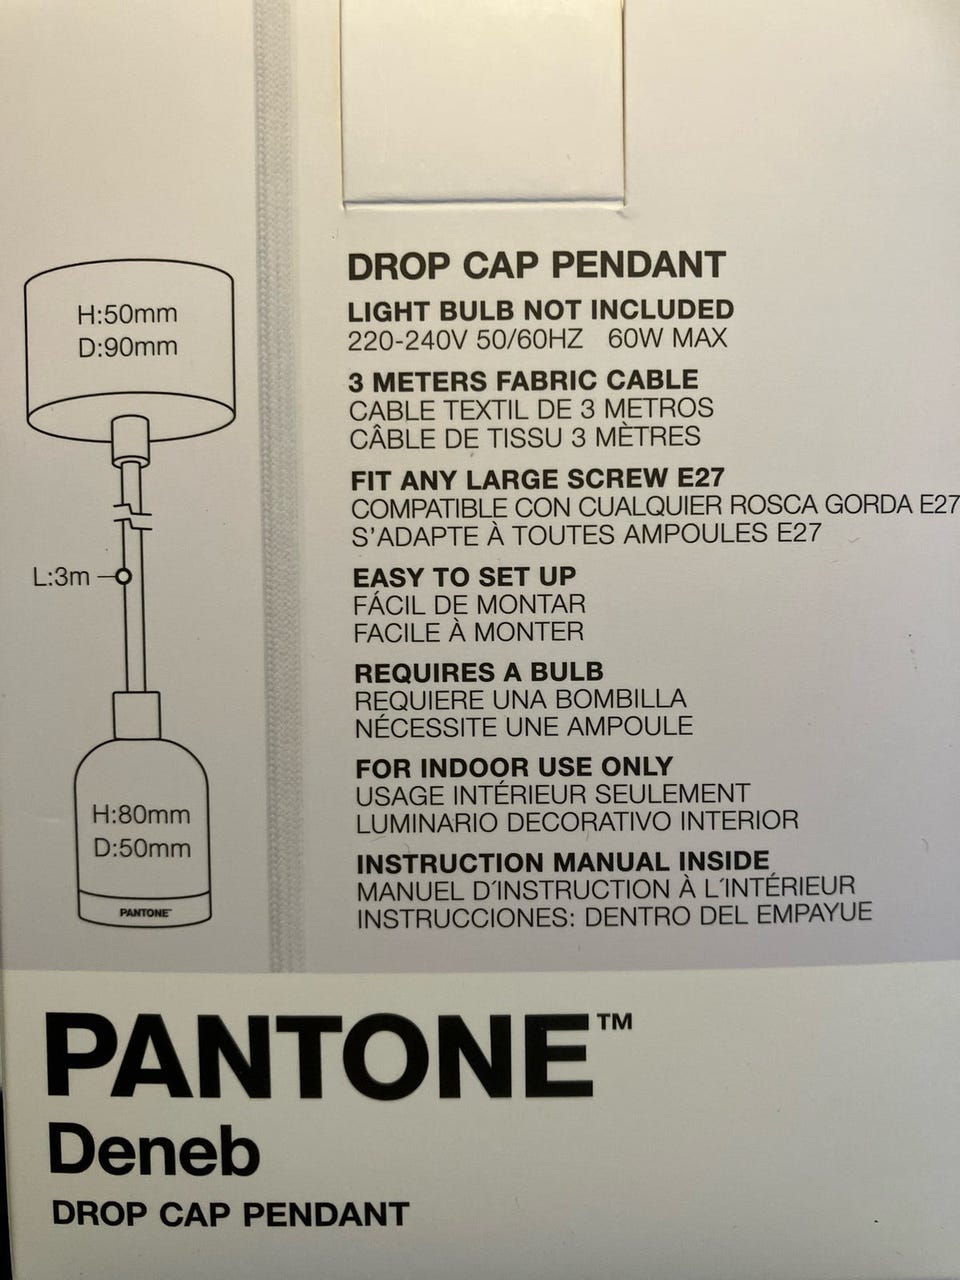 H:50mm
D:90mm
L:3m
H:80mm
D:50mm
PANTONE™
DROP CAP PENDANT
LIGHT BULB NOT INCLUDED
220-240V 50/60HZ 60W MAX
3 METERS FABRIC CABLE
CABLE TEXTIL DE 3 METROS
CÂBLE DE TISSU 3 MÈTRES
FIT ANY LARGE SCREW E27
COMPATIBLE CON CUALQUIER ROSCA GORDA E27
S'ADAPTE À TOUTES AMPOULES E27
EASY TO SET UP
FÁCIL DE MONTAR
FACILE À MONTER
REQUIRES A BULB
REQUIERE UNA BOMBILLA
NÉCESSITE UNE AMPOULE
FOR INDOOR USE ONLY
USAGE INTÉRIEUR SEULEMENT
LUMINARIO DECORATIVO INTERIOR
INSTRUCTION MANUAL INSIDE
MANUEL D´INSTRUCTION À L´INTÉRIEUR
INSTRUCCIONES: DENTRO DEL EMPAYUE
PANTONE™
Deneb
DROP CAP PENDANT